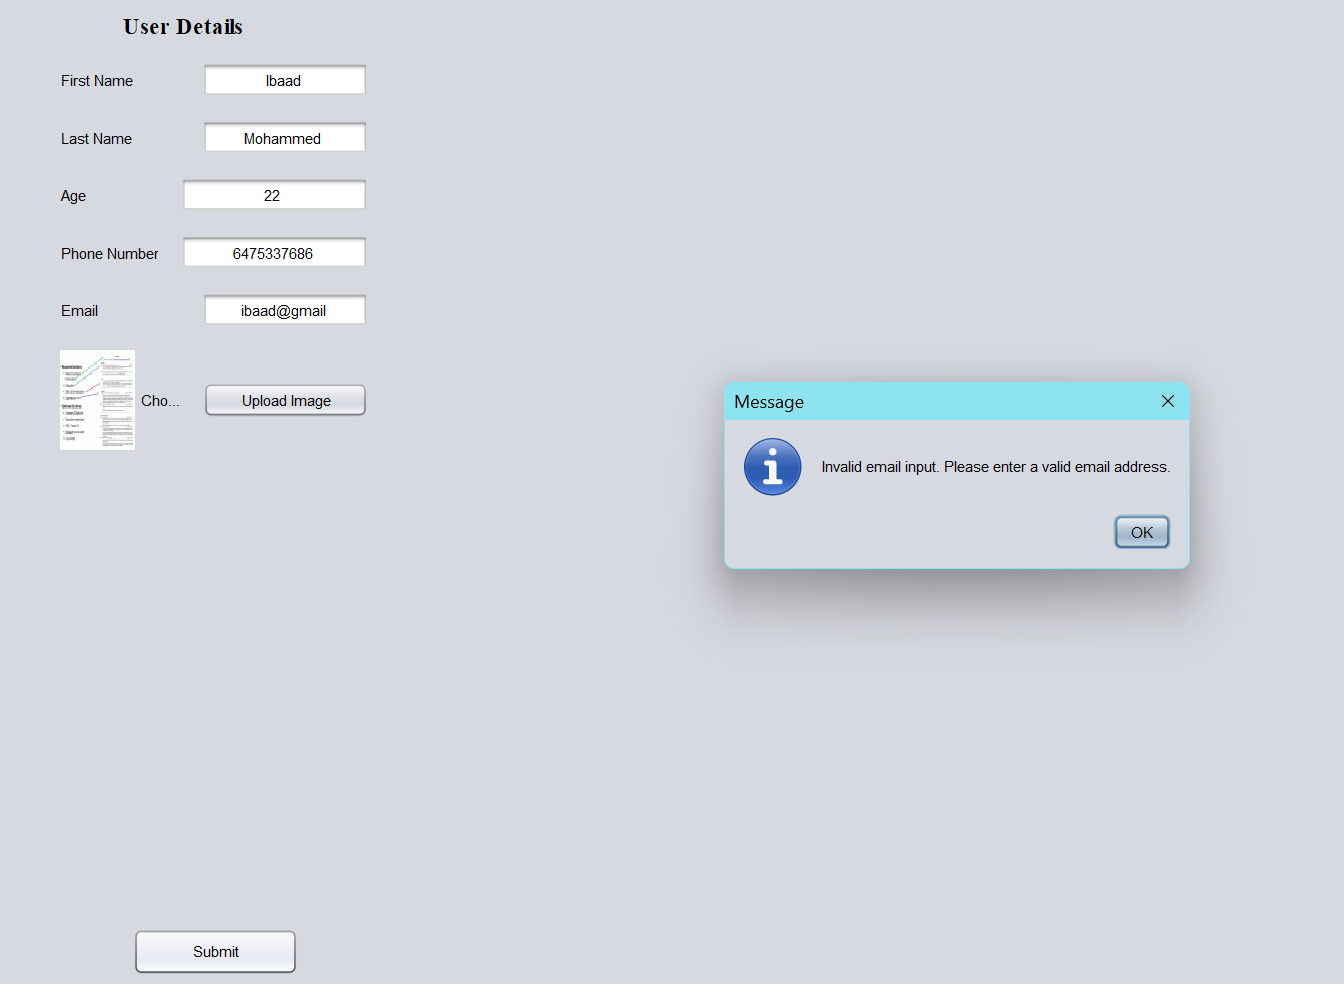 User Details
First Name
Ibaad
Last Name
Mohammed
Age
22
Phone Number
6475337686
Email
ibaad@gmail
Cho...
Upload Image
Message
Invalid email input. Please enter a valid email address.
OK
Submit